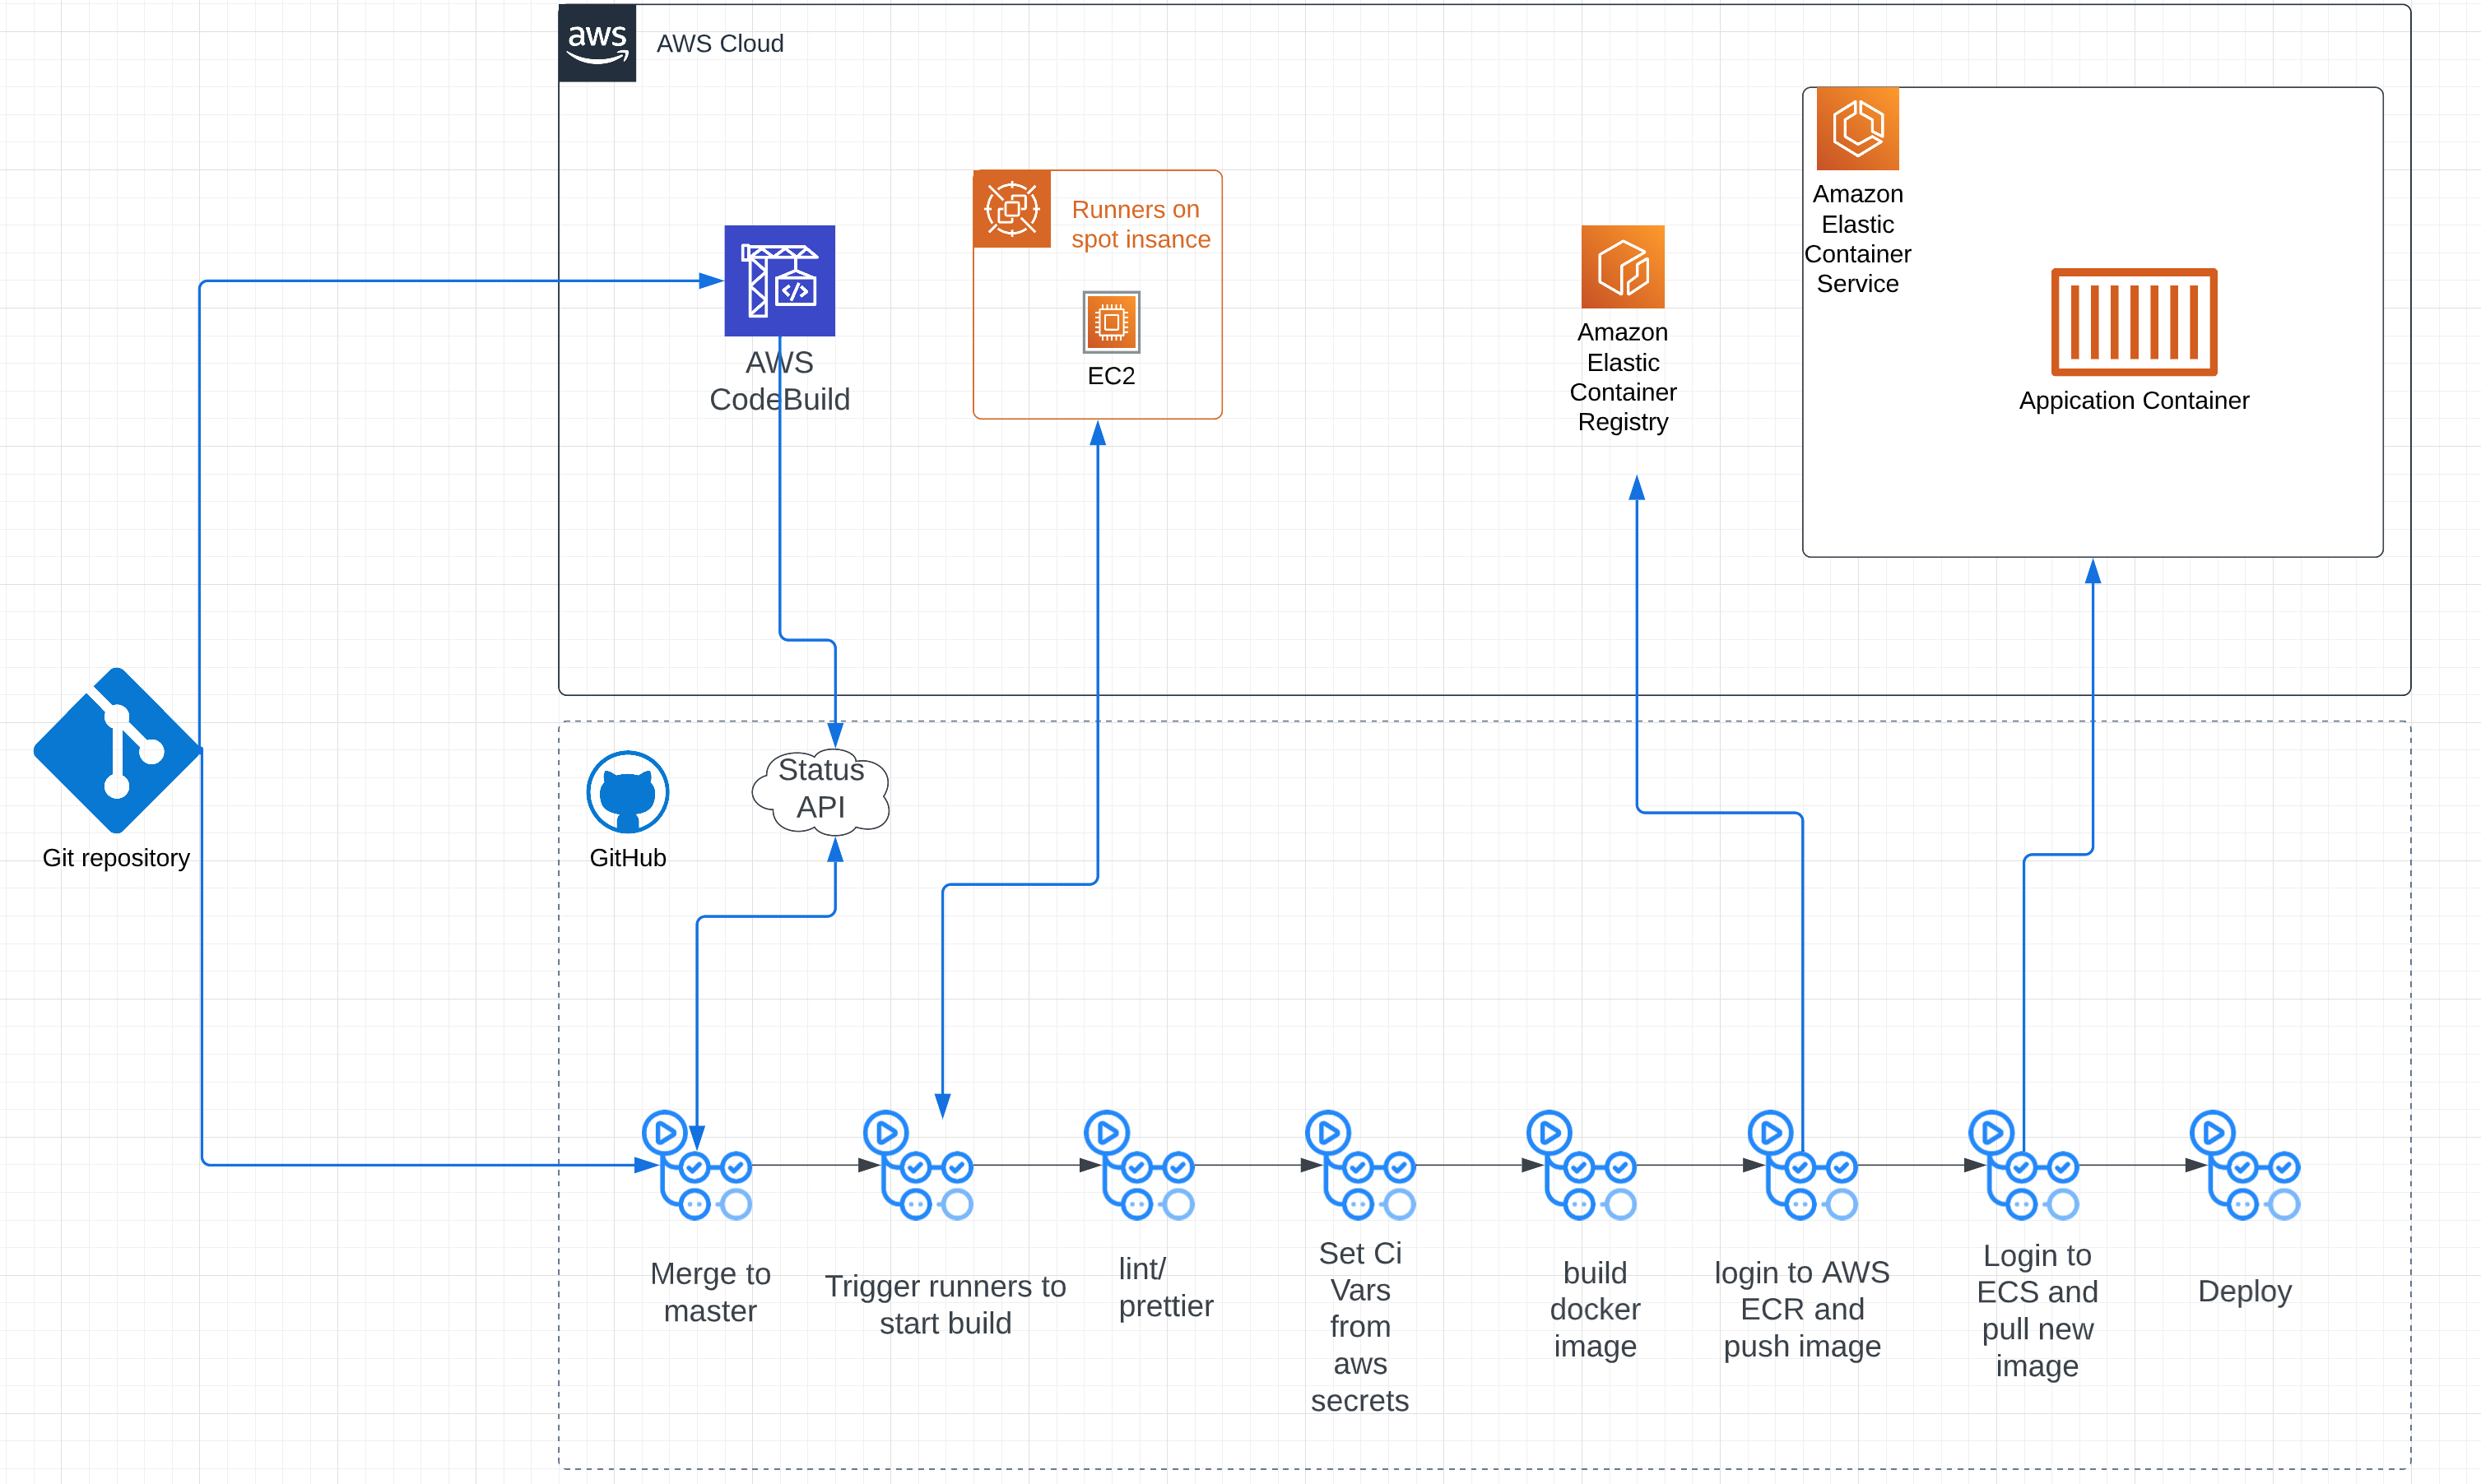 aws
AWS Cloud
AWS
CodeBuild
Runners on
spot insance
EC2
Amazon
Elastic
Container
Registry
Amazon
Elastic
Container
Service
Appication Container
Git repository
GitHub
Status
API
Merge to
master
Trigger runners to
start build
lint/
prettier
Set Ci
Vars
from
aws
secrets
build
docker
image
login to AWS
ECR and
push image
Login to
ECS and
pull new
image
Deploy